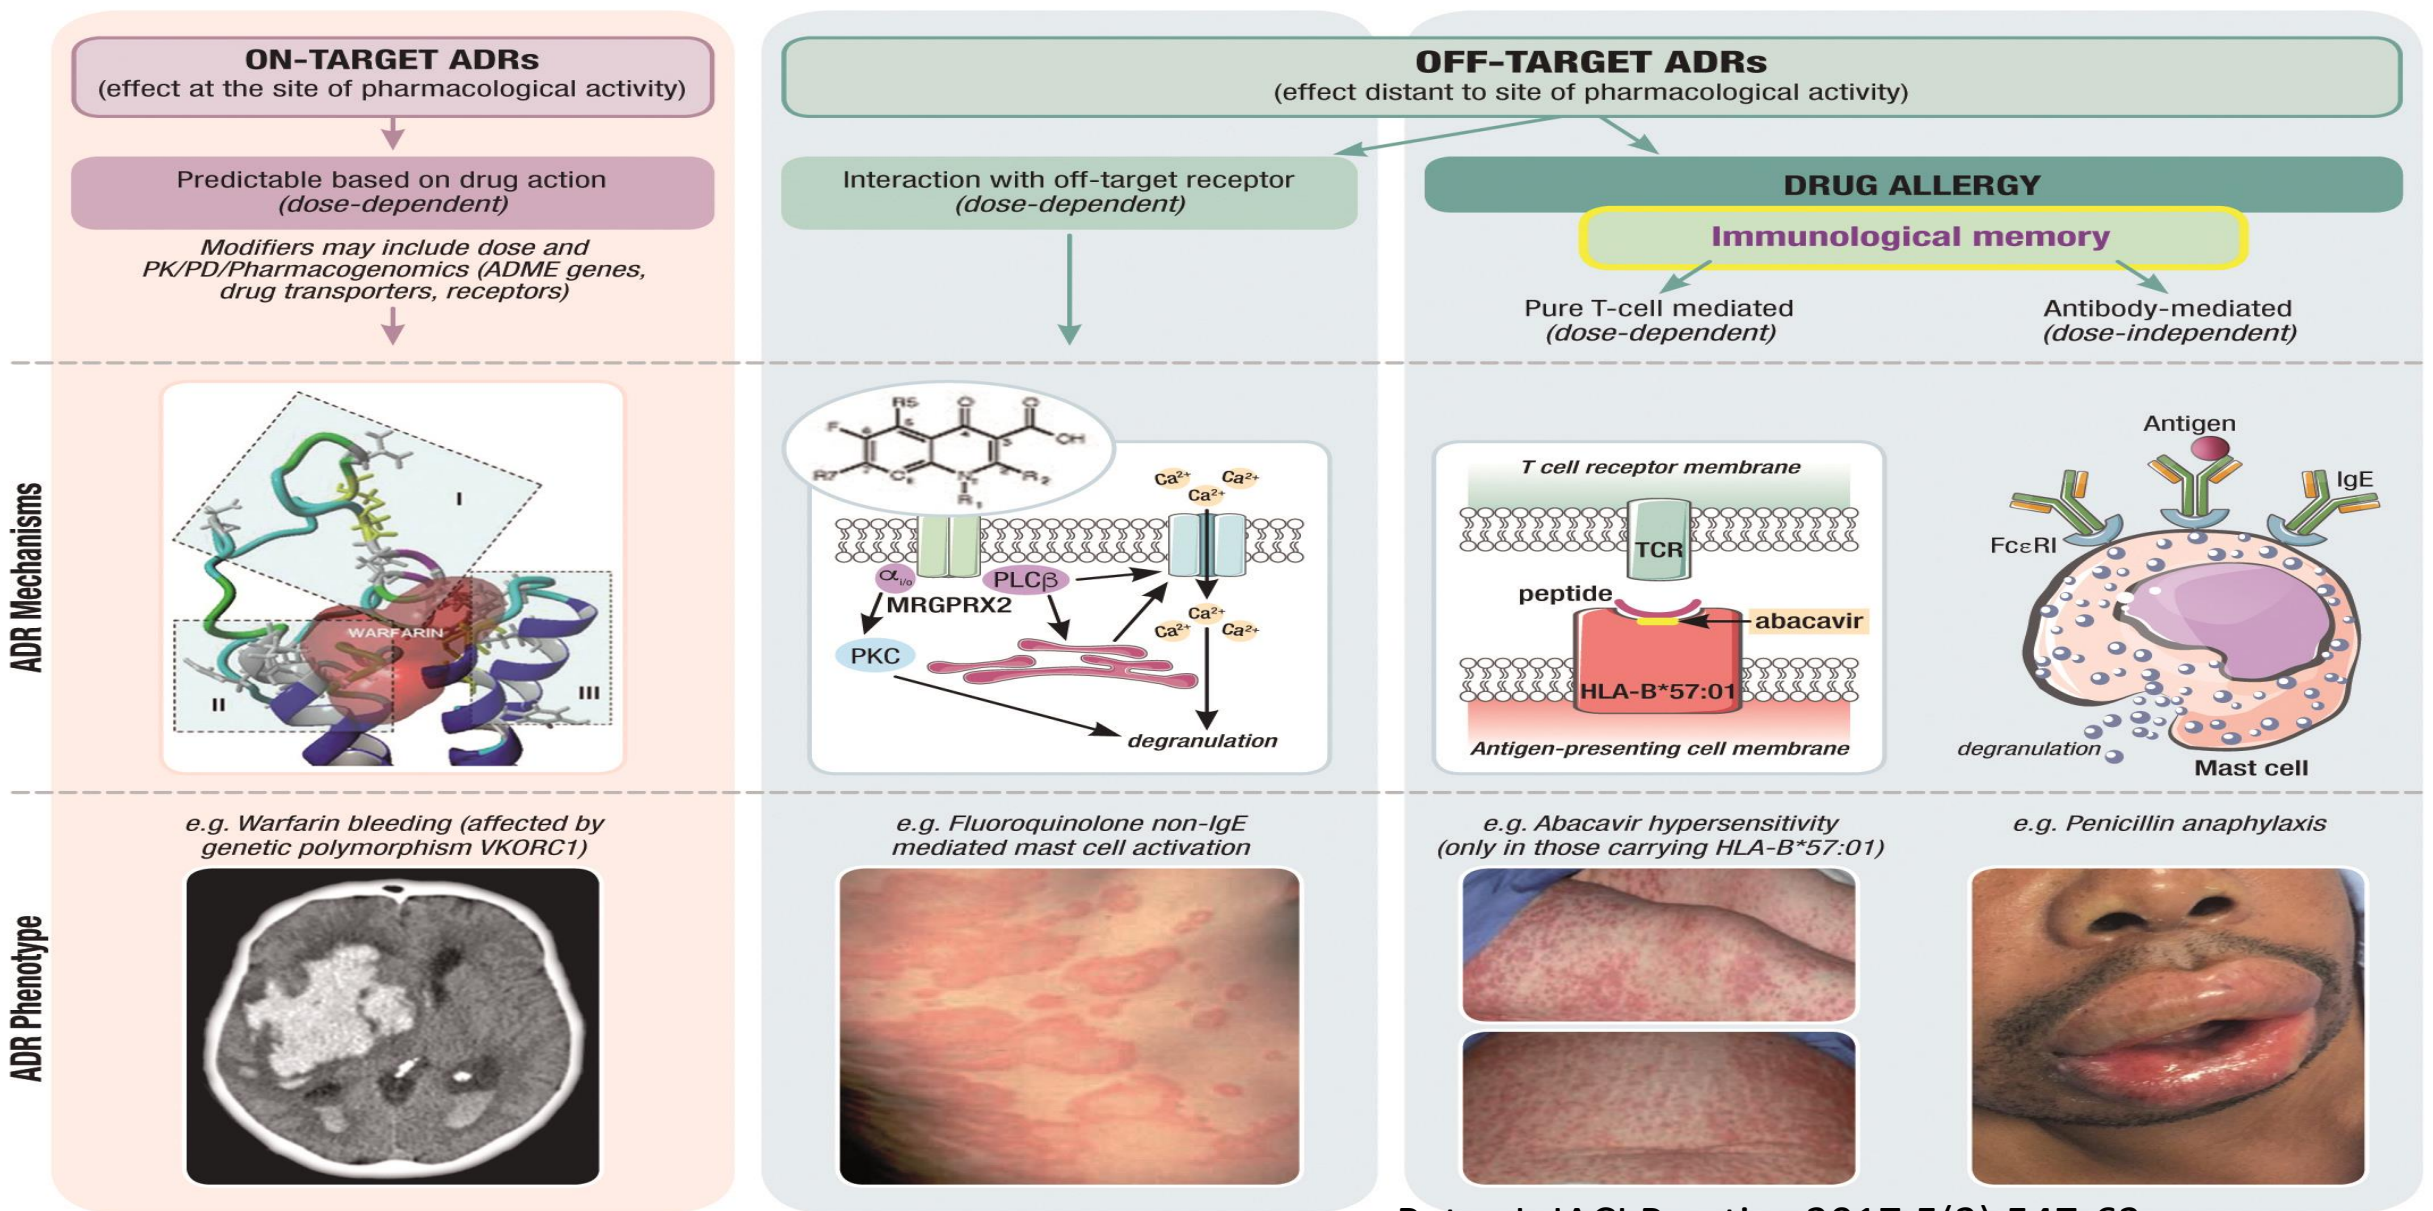 ON-TARGET ADRs
(effect at the site of pharmacological activity)
Predictable based on drug action
(dose-dependent)
Modifiers may include dose and
PK/PD/Pharmacogenomics (ADME genes,
drug transporters, receptors)
OFF-TARGET ADRs
(effect distant to site of pharmacological activity)
Interaction with off-target receptor
(dose-dependent)
DRUG ALLERGY
Immunological memory
Pure T-cell mediated
(dose-dependent)
Antibody-mediated
(dose-independent)
ADR Mechanisms
I
WARFARIN
II
III
R5
O
O
F
6
5
4
3
OH
R7
N
R2
R1
Ca2+
Ca2+
Ca2+
αi/o
PLCβ
MRGPRX2
PKC
Ca2+
Ca2+
Ca2+
degranulation
T cell receptor membrane
TCR
peptide
abacavir
HLA-B*57:01
Antigen-presenting cell membrane
Antigen
IgE
FcεRI
degranulation
Mast cell
ADR Phenotype
e.g. Warfarin bleeding (affected by
genetic polymorphism VKORC1)
e.g. Fluoroquinolone non-IgE
mediated mast cell activation
e.g. Abacavir hypersensitivity
(only in those carrying HLA-B*57:01)
e.g. Penicillin anaphylaxis